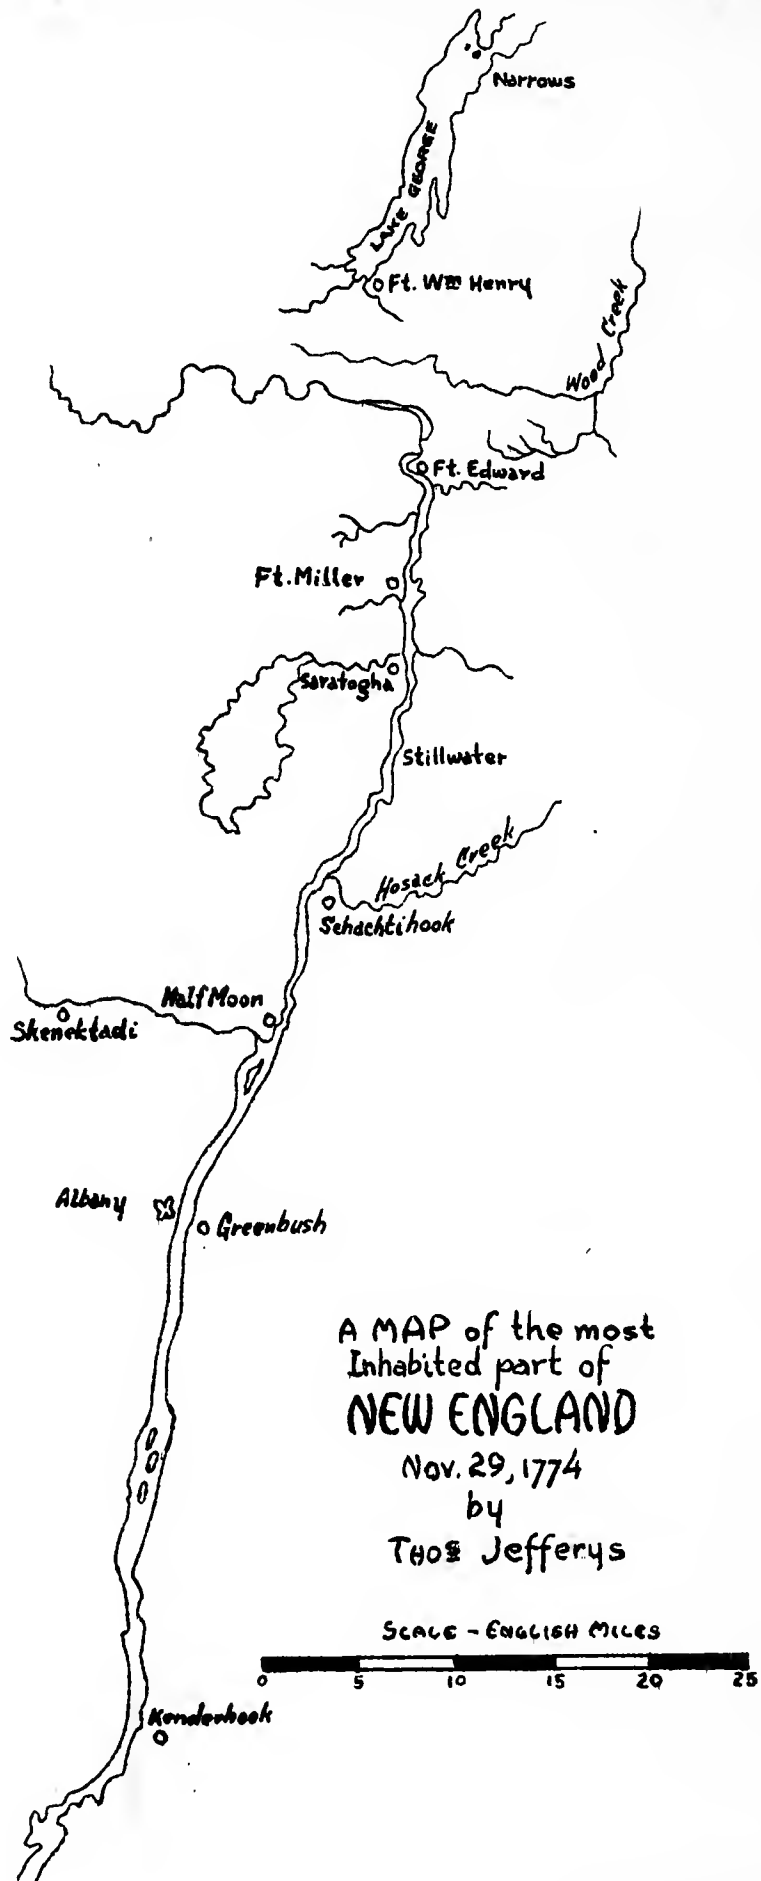 Narrows
LAKE GEORGE
Ft. Wm Henry
Wood Creek
Ft. Edward
Ft. Miller
Saratogha
Stillwater
Hosack Creek
Schachtihook
Half Moon
Skenektadi
Albany
Greenbush
A MAP of the most
Inhabited part of
NEW ENGLAND
Nov. 29, 1774
by
THOS Jefferys
SCALE - ENGLISH MILES
0 5 10 15 20 25
Kenderhook